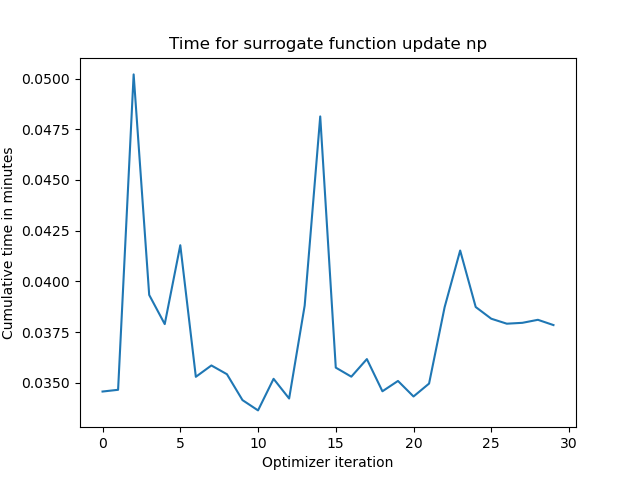 Time for surrogate function update np
0.0500
0.0475
0.0450
0.0425
0.0400
0.0375
0.0350
Cumulative time in minutes
0 5 10 15 20 25 30
Optimizer iteration